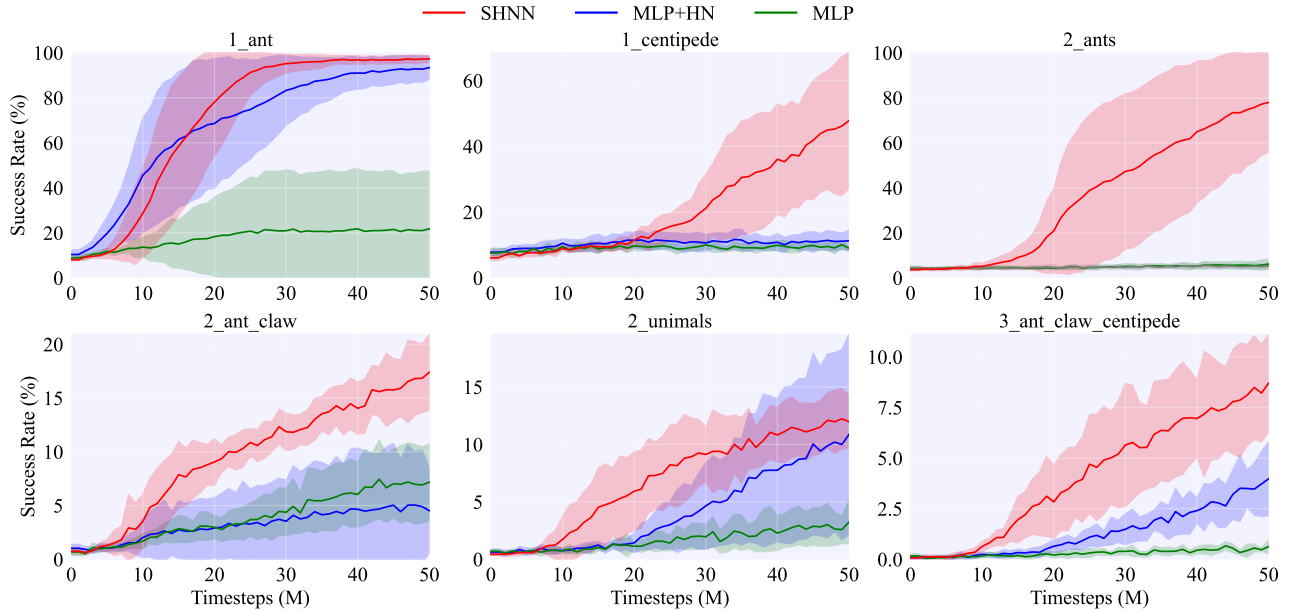 SHNN MLP+HN MLP
1_ant 1_centipede 2_ants
Success Rate (%)
100
80
60
40
20
0
0 10 20 30 40 50
60
40
20
0
0 10 20 30 40 50
100
80
60
40
20
0
0 10 20 30 40 50
2_ant_claw 2_unimals 3_ant_claw_centipede
Success Rate (%)
20
15
10
5
0
0 10 20 30 40 50
Timesteps (M)
15
10
5
0
0 10 20 30 40 50
Timesteps (M)
10.0
7.5
5.0
2.5
0.0
0 10 20 30 40 50
Timesteps (M)